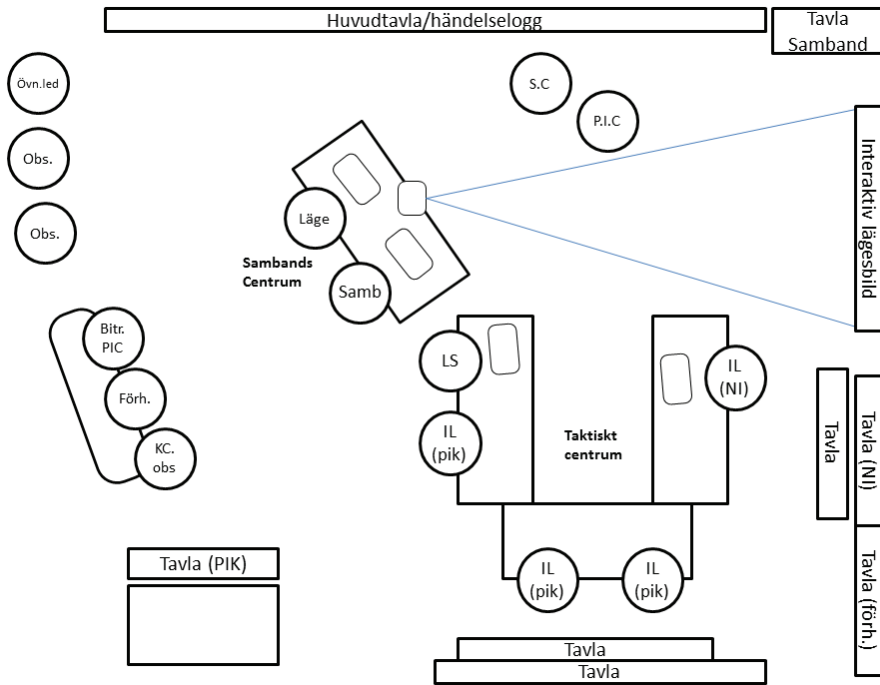 Huvudtavla/händelselogg
Tavla
Samband
Övn.led
S.C
P.I.C
Obs.
Obs.
Läge
Sambands
Centrum
Samb
Interaktiv lägesbild
Bitr.
PIC
Förh.
KC.
obs
LS
IL
(pik)
IL
(NI)
Taktiskt
centrum
Tavla
Tavla (NI)
Tavla (förh.)
Tavla (PIK)
IL
(pik)
IL
(pik)
Tavla
Tavla